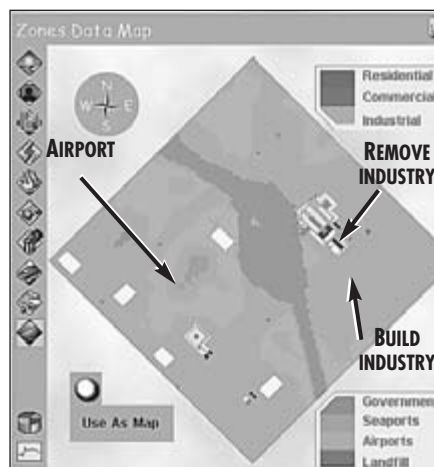 Zones Data Map
N
W E
S
Residential
Commercial
Industrial
AIRPORT
REMOVE
INDUSTRY
BUILD
INDUSTRY
Use As Map
Government
Seaports
Airports
Landfill